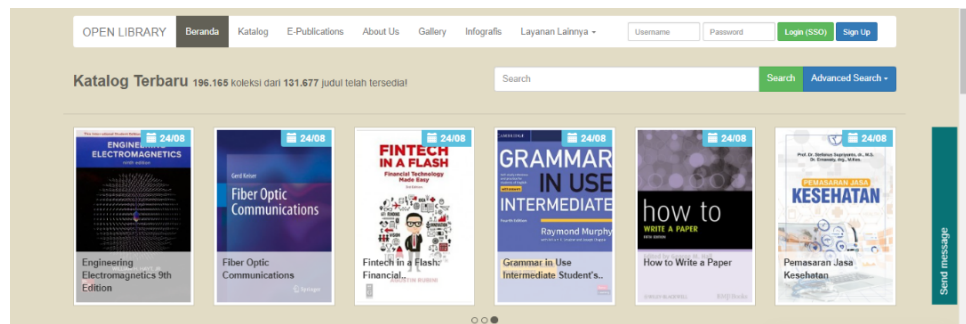 OPEN LIBRARY Beranda Katalog E-Publications About Us Gallery Infografis Layanan Lainnya Username Password Login (SSO) Sign Up
Katalog Terbaru 196.165 koleksi dari 131.677 judul telah tersedia!
Search Search Advanced Search
24/08
ENGINEERING
ELECTROMAGNETICS
Engineering
Electromagnetics 9th
Edition
24/08
Gerd Keiser
Fiber Optic
Communications
Fiber Optic
Communications
Springer
24/08
FINTECH
IN A FLASH
Financial Technology
Made Easy
Fintech in a Flash:
Financial..
24/08
GRAMMAR
IN USE
INTERMEDIATE
Raymond Murphy
Grammar in Use
Intermediate Student's..
24/08
how to
WRITE A PAPER
How to Write a Paper
24/08
PEMASARAN JASA
KESEHATAN
Pemasaran Jasa
Kesehatan
Send message